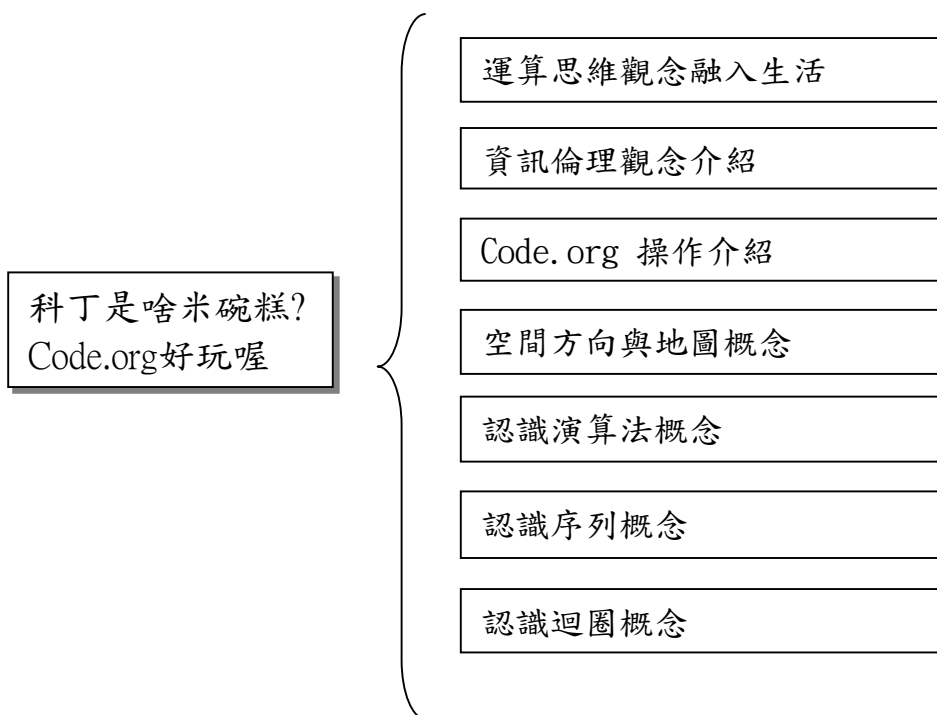 科丁是啥米碗糕?
Code.org好玩喔
運算思維觀念融入生活
資訊倫理觀念介紹
Code.org 操作介紹
空間方向與地圖概念
認識演算法概念
認識序列概念
認識迴圈概念